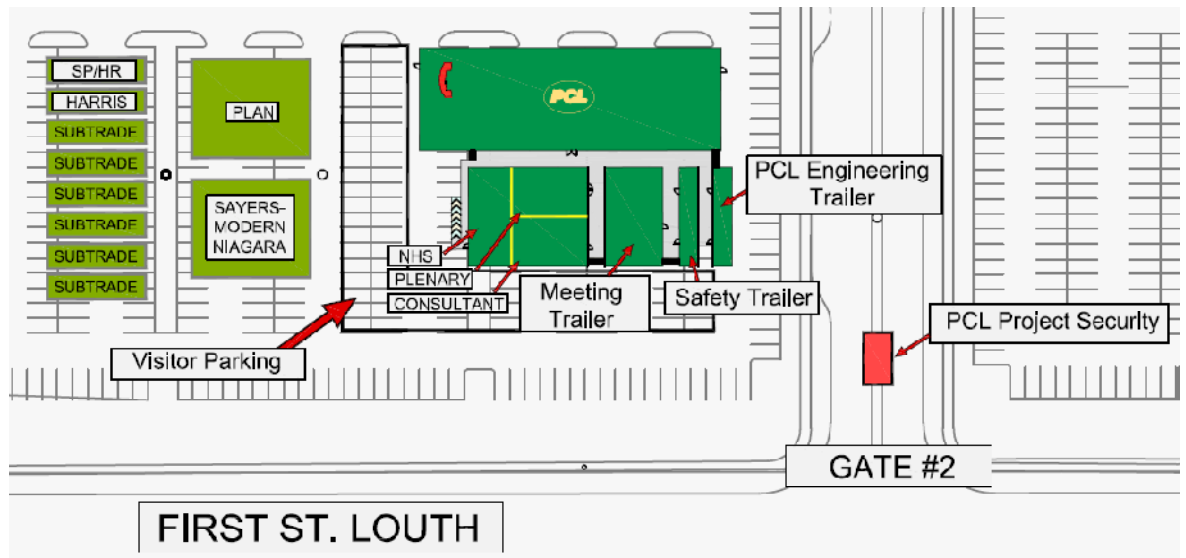 SP/HR
HARRIS
SUBTRADE
SUBTRADE
SUBTRADE
SUBTRADE
SUBTRADE
SUBTRADE
PLAN
SAYERS-
MODERN
NIAGARA
PCL
NHS
PLENARY
CONSULTANT
Meeting
Trailer
Safety Trailer
PCL Engineering
Trailer
PCL Project Security
Visitor Parking
GATE #2
FIRST ST. LOUTH